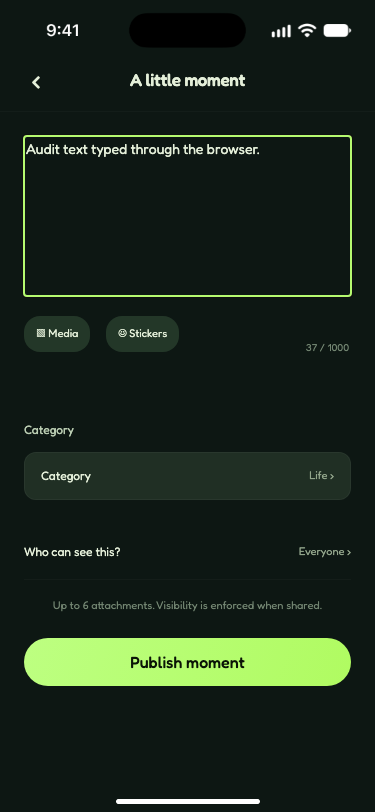 9:41
A little moment
Audit text typed through the browser.
Media
Stickers
37 / 1000
Category
Category
Life ›
Who can see this?
Everyone ›
Up to 6 attachments. Visibility is enforced when shared.
Publish moment